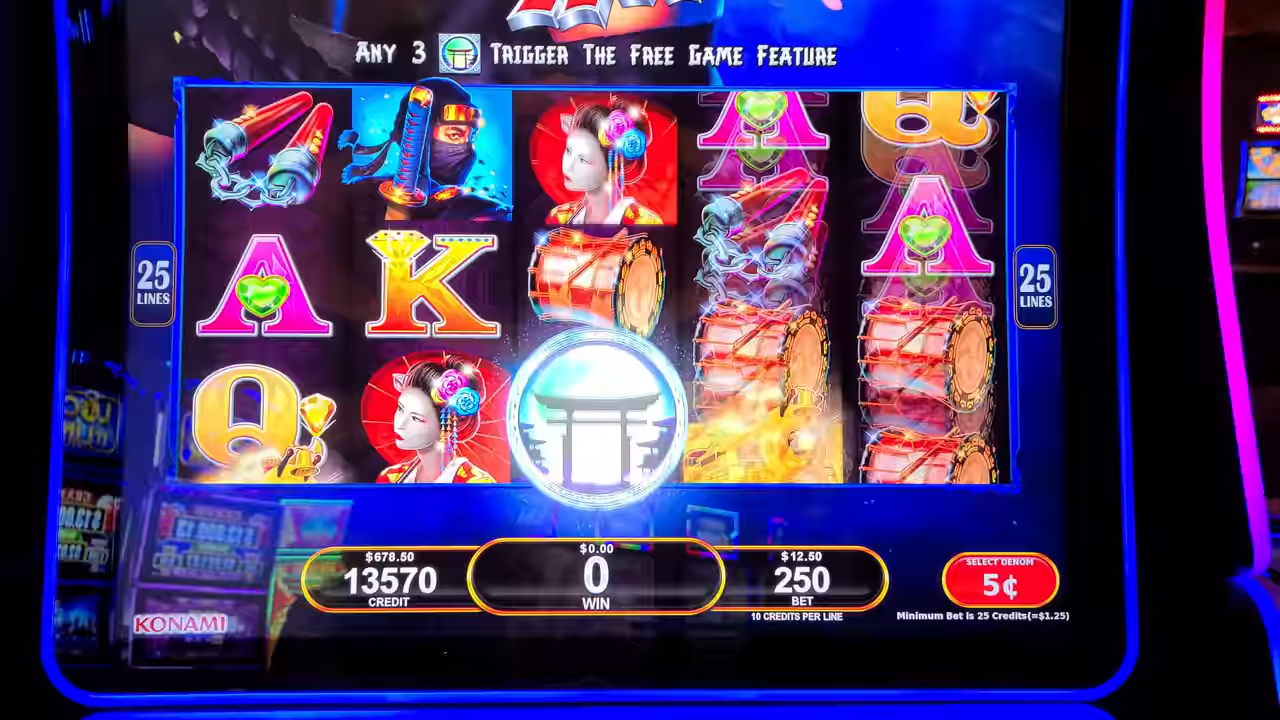 ANY 3 TRIGGER THE FREE GAME FEATURE
Q
A
A
25 LINES
A K
25 LINES
Q
$678.50
13570
CREDIT
$0.00
0
WIN
$12.50
250
BET
10 CREDITS PER LINE
SELECT DENOM
5¢
Minimum Bet is 25 Credits(=$1.25)
KONAMI